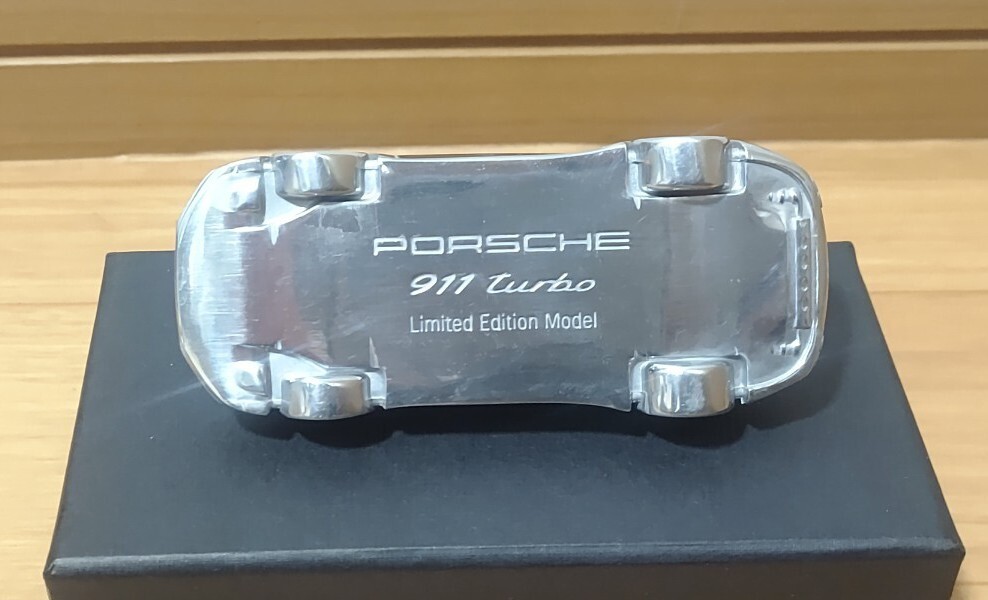 PORSCHE
911 turbo
Limited Edition Model